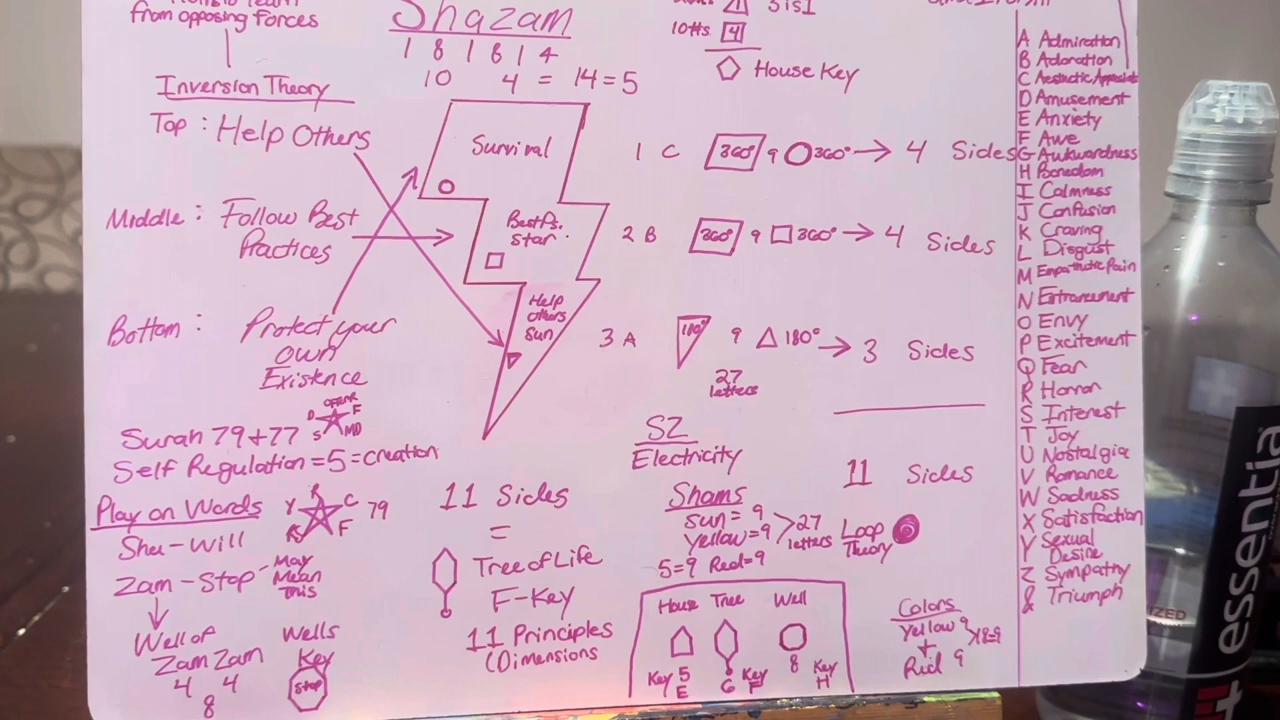 from opposing forces
Inversion Theory
Top : Help Others
Middle : Follow Best
Practices
Bottom : Protect your
Own
Existence
Surah 79+77
Self Regulation = 5 = creation
Play on Words
79
Sha-Will
Zam - Stop - May
Mean
This
Well of
Zam Zam
4 4
8
Wells
Key
Stop
Shazam
1 8 1 8 1 4
10 4 = 14 = 5
Survival
Help
others
Sun
11 Sides
=
Tree of Life
F-Key
11 Principles
(Dimensions
3 is 1
10 4
House Key
1 C 360° 9 360° → 4 Sides
2 B 360° 9 360° → 4 Sides
3 A 180° 9 180° → 3 Sides
27
letters
SZ
Electricity
11 Sides
Shams
sun = 9
yellow = 9 > 27
letters
Loop
Theory
5=9 Red=9
House Tree Well
Key 5
E
6 Key
F
8 Key
H
Colors
Yellow 9
+
Red 9
A Admiration
B Adoration
C Aesthetic
D Amusement
E Anxiety
F Awe
G Awkwardness
H Boredom
I Calmness
J Confusion
K Craving
L Disgust
M Empathetic Pain
N Entrancement
O Envy
P Excitement
Q Fear
R Horror
S Interest
T Joy
U Nostalgia
V Romance
W Sadness
X Satisfaction
Y Sexual
Desire
Z Sympathy
& Triumph
essentia
IZED